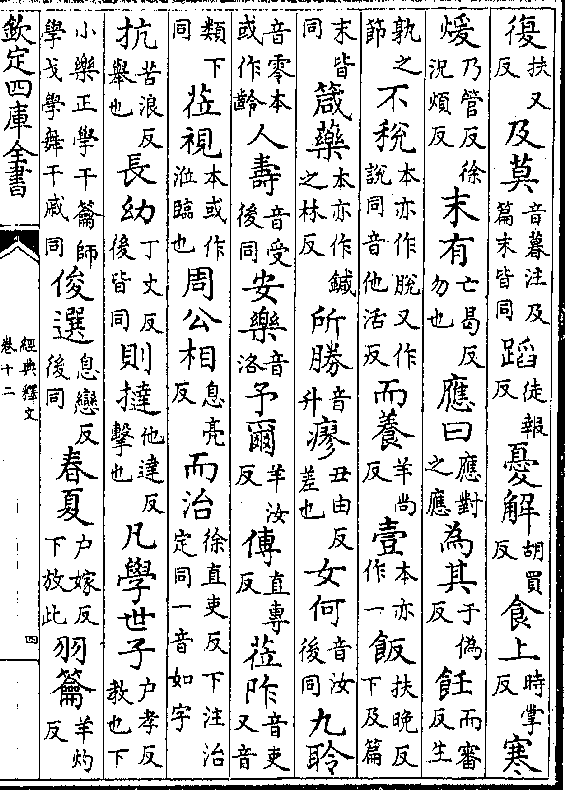 復扶又反及莫音暮注及篇末皆同蹈徒報反憂解胡買反食上時掌反寒
煖乃管反徐況煩反末有亡曷反勿也應曰應對之應為其于偽反飪而審反生
孰之節不稅本亦作脫又作說同音他活反而養羊尚反壹本亦作一飯扶晚反下及篇
末皆同箴藥本亦作鍼之林反所勝音升瘳丑由反差也女何音汝後同九聆
音零本或作齡人壽音受後同安樂音洛予爾羊汝反傳直專反莅阼音吏又音
類下同莅視本或作涖臨也周公相息亮反而治徐直吏反下注治定同一音如字
抗苦浪反舉也長幼丁丈反後皆同則撻他達反擊也凡學世子户孝反教也下
小樂正學干籥師學戈學舞干戚同俊選息戀反後同春夏户嫁反下放此羽籥羊灼反
欽定四庫全書
經典釋文
卷十二
四